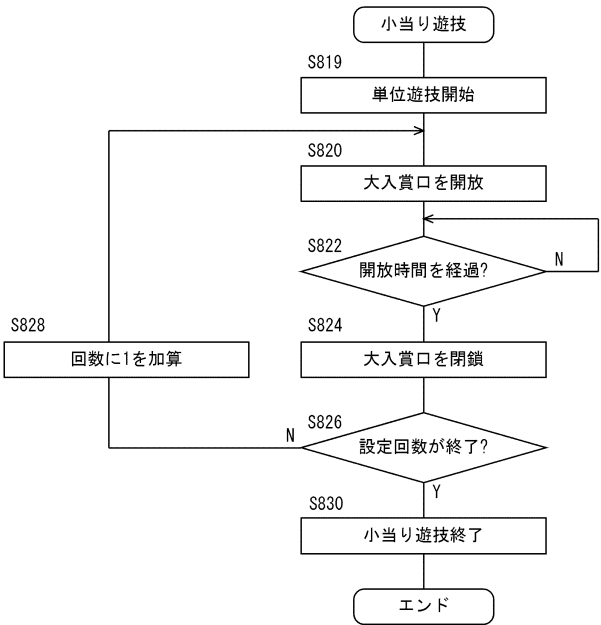 小当り遊技
S819
単位遊技開始
S820
大入賞口を開放
S822
開放時間を経過?
N
Y
S824
大入賞口を閉鎖
S828
回数に1を加算
S826
設定回数が終了?
N
Y
S830
小当り遊技終了
エンド